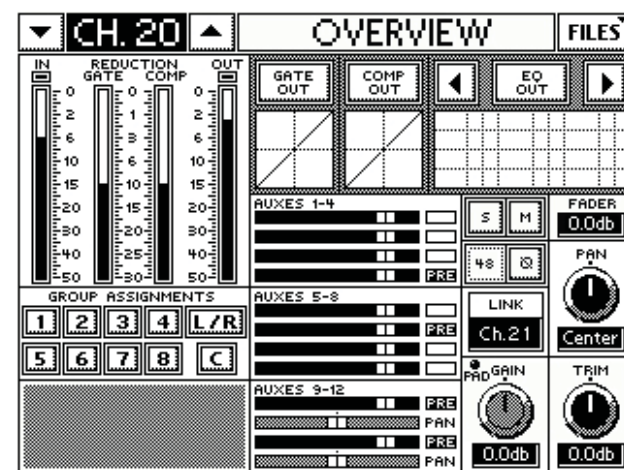 CH. 20 OVERVIEW FILES
IN REDUCTION OUT
GATE COMP
0 0 0
2 1 2
6 3 6
10 6 10
15 10 15
20 15 20
30 20 30
40 25 40
50 30 50
GATE OUT
COMP OUT
EQ OUT
AUXES 1-4
PRE
AUXES 5-8
PRE
AUXES 9-12
PRE
PAN
PRE
PAN
S M
48 Ø
LINK
Ch.21
FADER
0.0db
PAN
Center
PAD GAIN
0.0db
TRIM
0.0db
GROUP ASSIGNMENTS
1 2 3 4 L/R
5 6 7 8 C